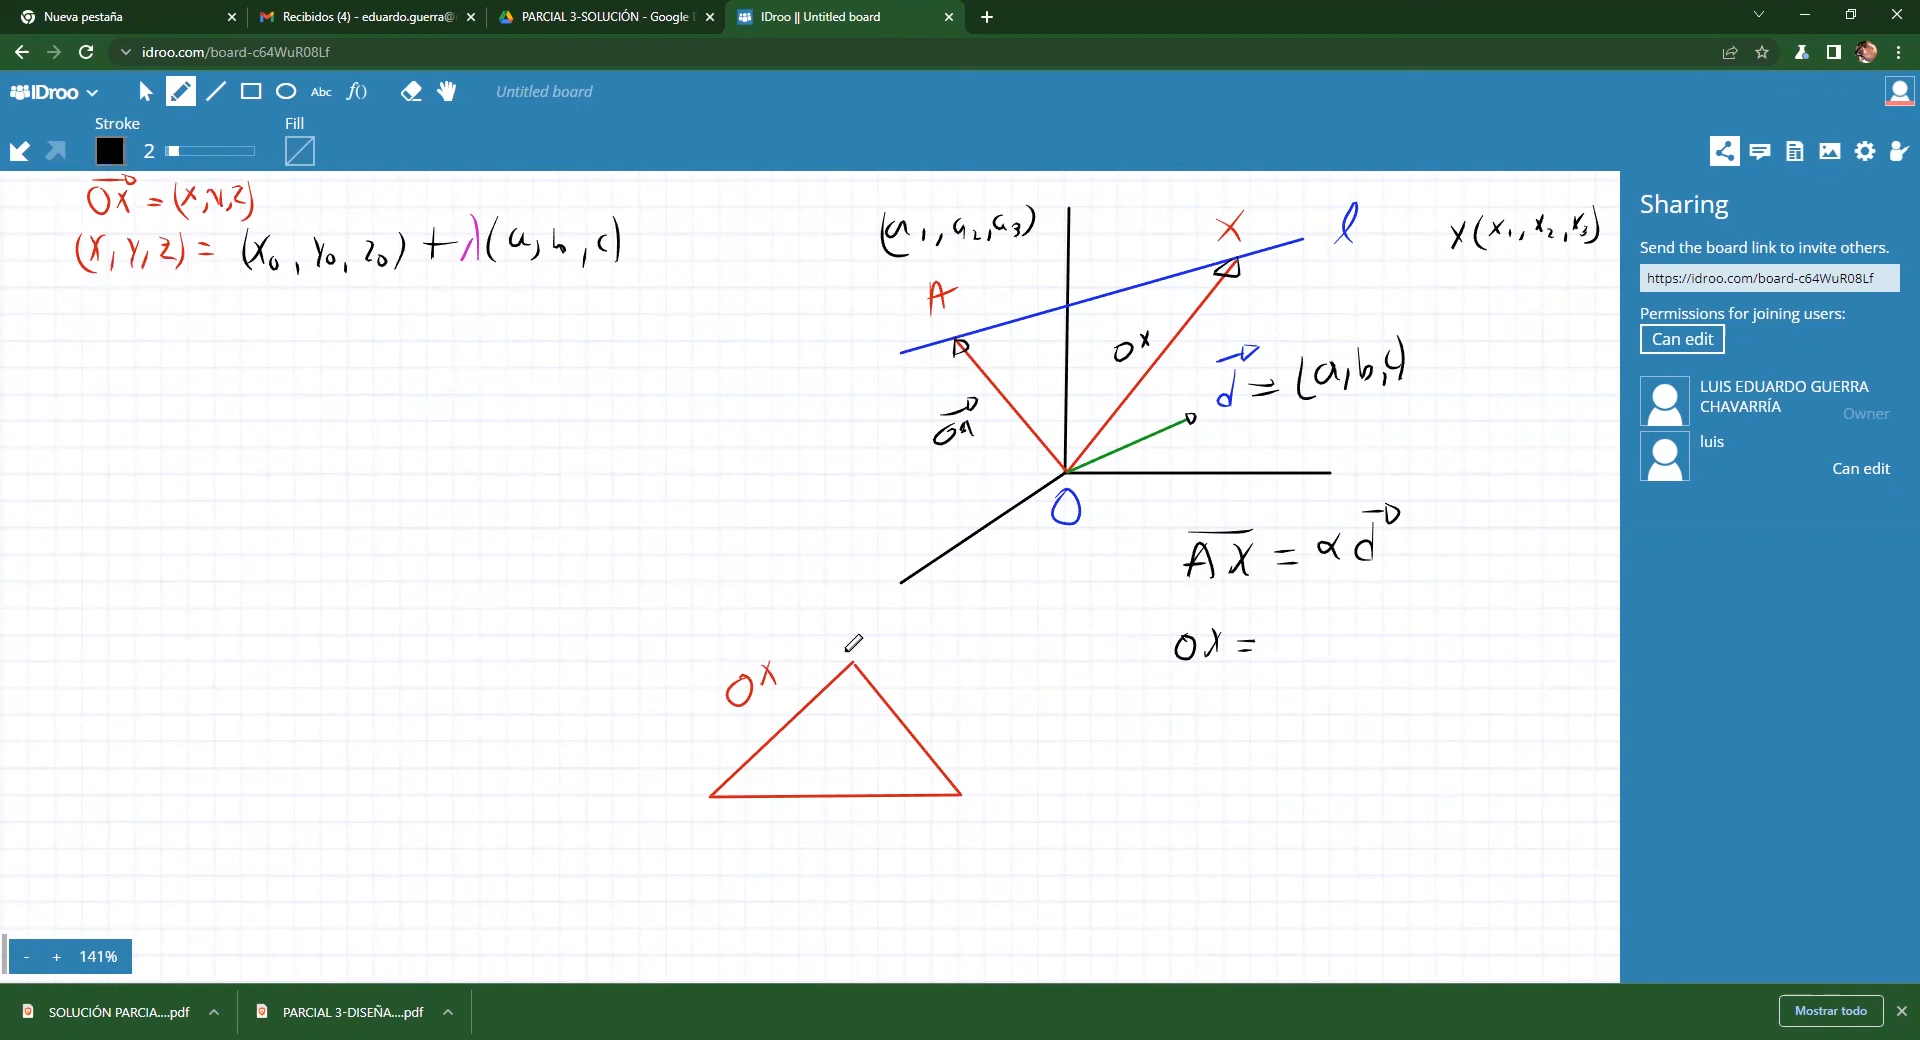 Nueva pestaña
Recibidos (4) - eduardo.guerra@
PARCIAL 3-SOLUCIÓN - Google
IDroo || Untitled board
idroo.com/board-c64WuR08Lf
IDroo
Abc
f()
Untitled board
Stroke
Fill
2
OX = (x,y,z)
(x, y, z) = (x₀, y₀, z₀) + λ(a, b, c)
(a₁, a₂, a₃)
X
l
X(x₁, x₂, x₃)
A
OX
d = (a, b, c)
OA
O
AX = αd
OX =
OX
Sharing
Send the board link to invite others.
https://idroo.com/board-c64WuR08Lf
Permissions for joining users:
Can edit
LUIS EDUARDO GUERRA
CHAVARRÍA
Owner
luis
Can edit
- + 141%
SOLUCIÓN PARCIA....pdf
PARCIAL 3-DISEÑA....pdf
Mostrar todo